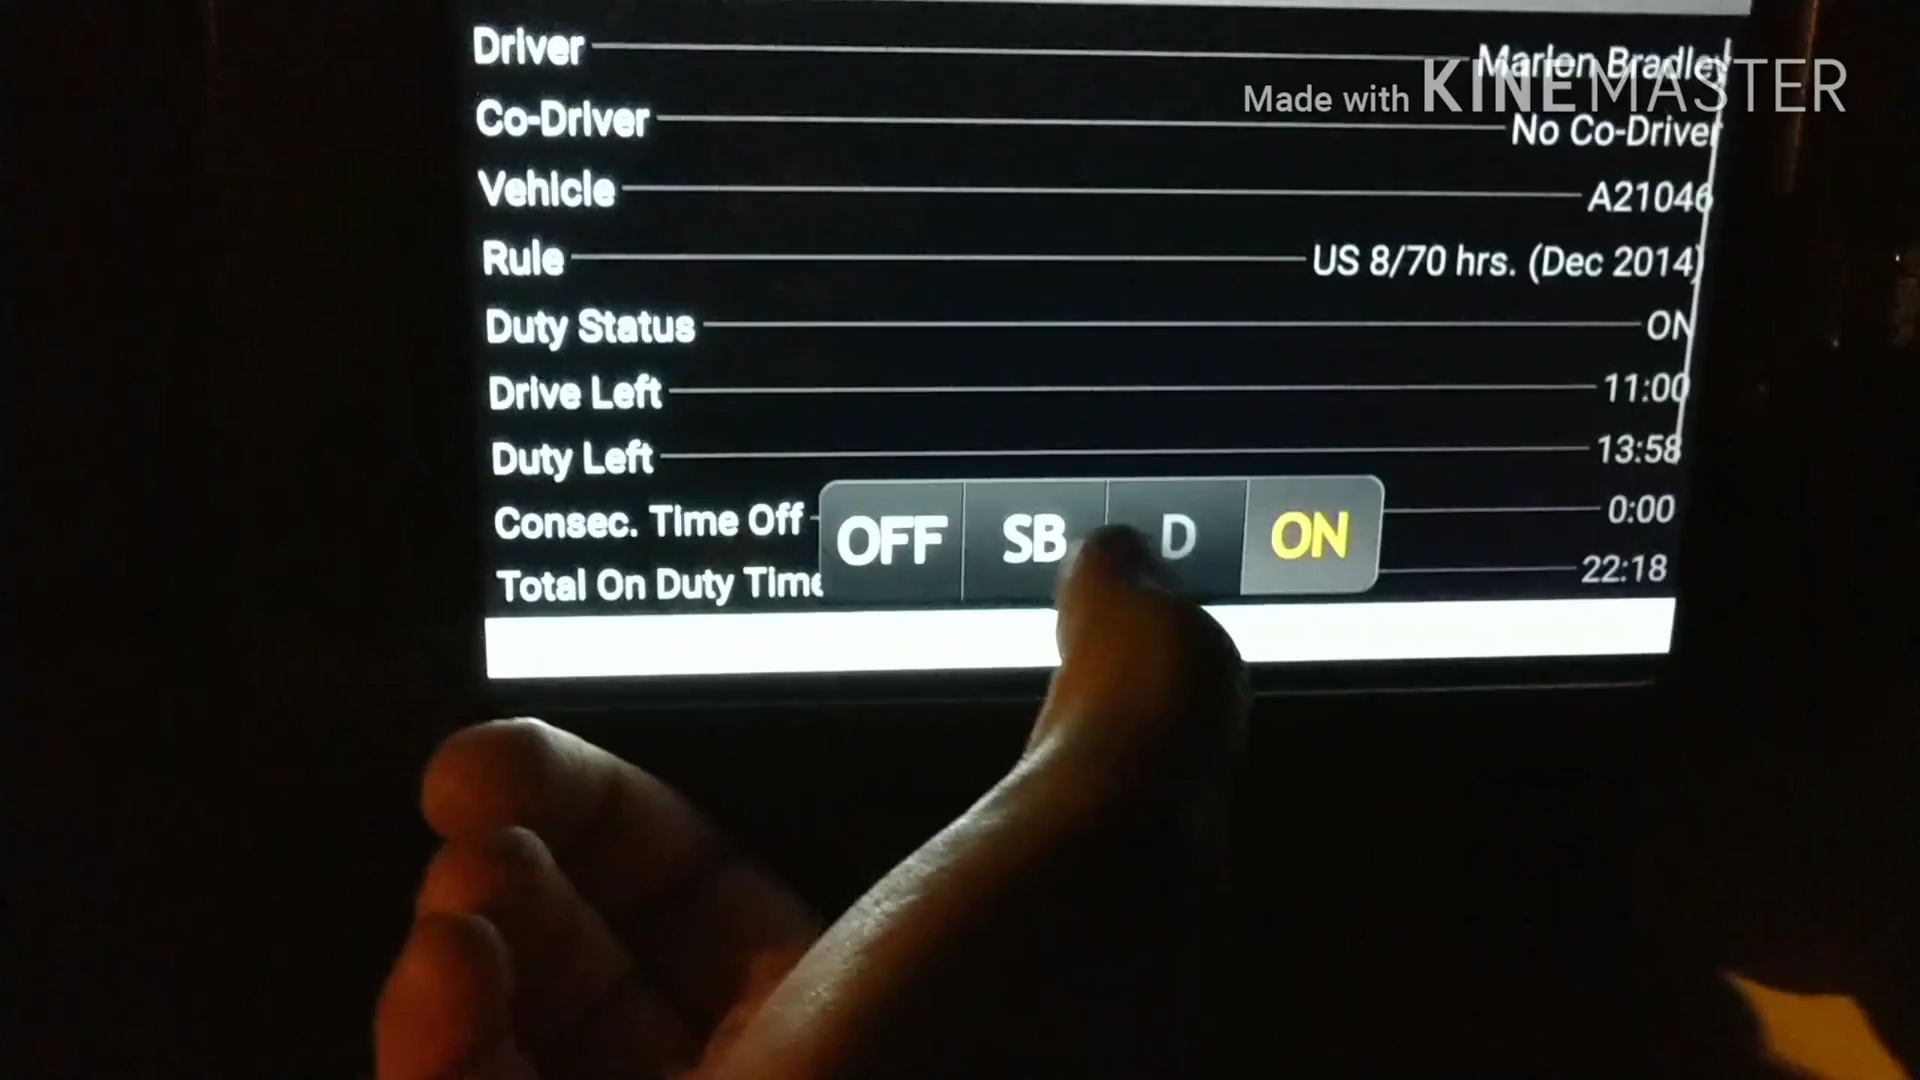 Driver Marlon Bradley
Made with KINEMASTER
Co-Driver No Co-Driver
Vehicle A21046
Rule US 8/70 hrs. (Dec 2014)
Duty Status ON
Drive Left 11:00
Duty Left 13:58
Consec. Time Off 0:00
OFF SB D ON
Total On Duty Time 22:18